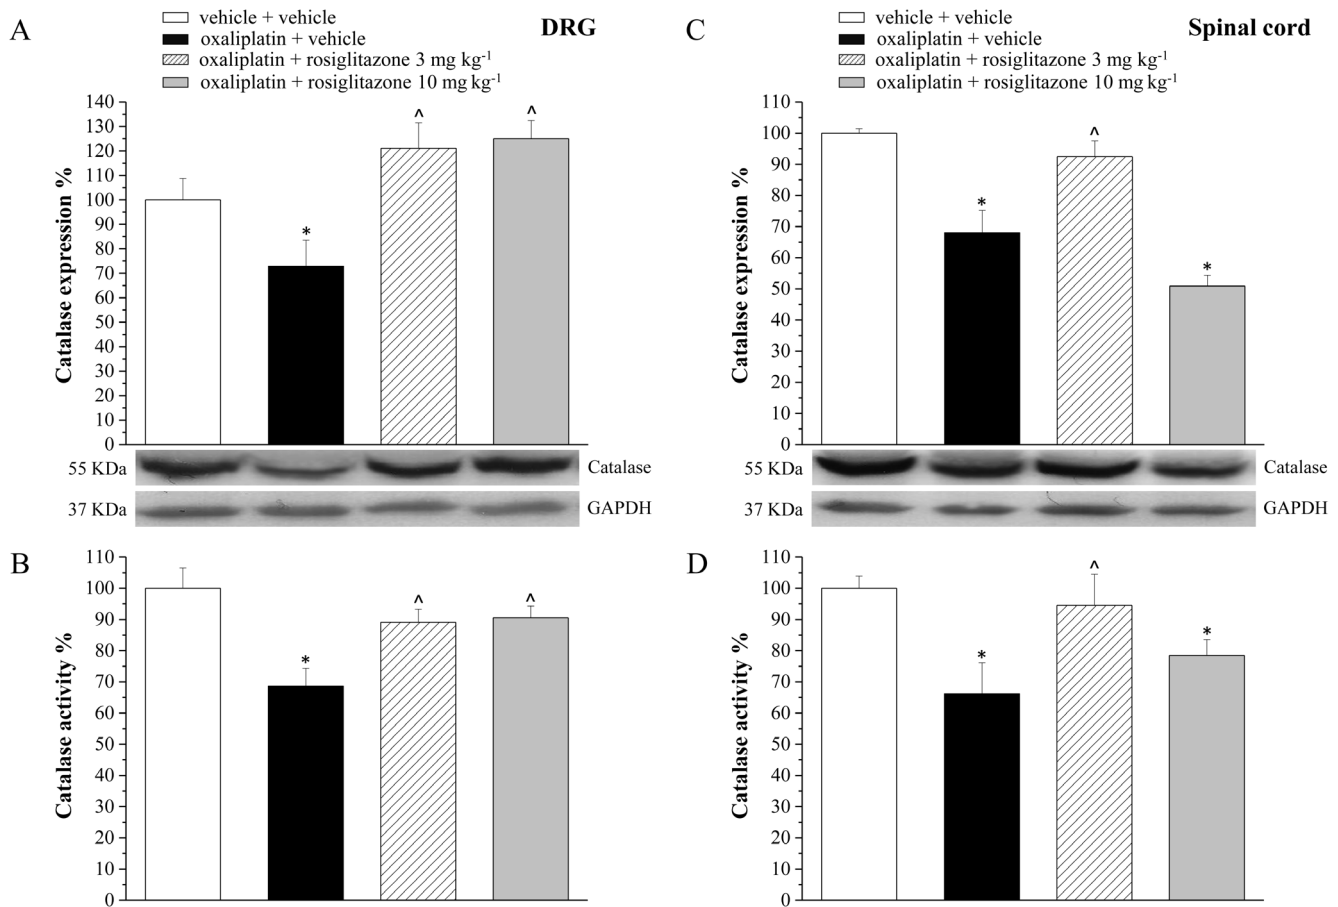 A
vehicle + vehicle
oxaliplatin + vehicle
oxaliplatin + rosiglitazone 3 mg kg-1
oxaliplatin + rosiglitazone 10 mg kg-1
DRG
Catalase expression %
140
130
120
110
100
90
80
70
60
50
40
30
20
10
0
*
^
^
55 KDa
Catalase
37 KDa
GAPDH
B
Catalase activity %
110
100
90
80
70
60
50
40
30
20
10
0
*
^
^
C
vehicle + vehicle
oxaliplatin + vehicle
oxaliplatin + rosiglitazone 3 mg kg-1
oxaliplatin + rosiglitazone 10 mg kg-1
Spinal cord
Catalase expression %
110
100
90
80
70
60
50
40
30
20
10
0
*
^
*
55 KDa
Catalase
37 KDa
GAPDH
D
Catalase activity %
110
100
90
80
70
60
50
40
30
20
10
0
*
^
*